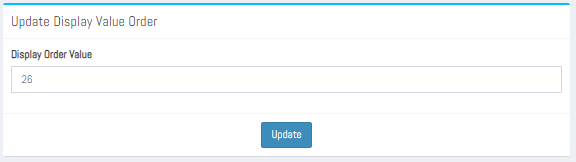 Update Display Value Order
Display Order Value
26
Update